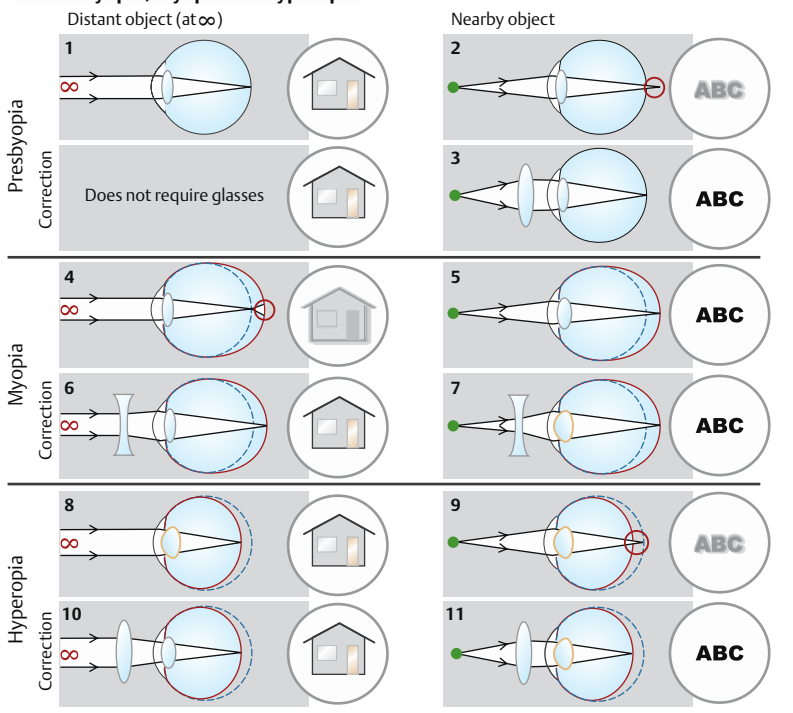 Distant object (at ∞)
Nearby object
Presbyopia
Correction
1
∞
2
ABC
Does not require glasses
3
ABC
Myopia
Correction
4
∞
5
ABC
6
∞
7
ABC
Hyperopia
Correction
8
∞
9
ABC
10
∞
11
ABC